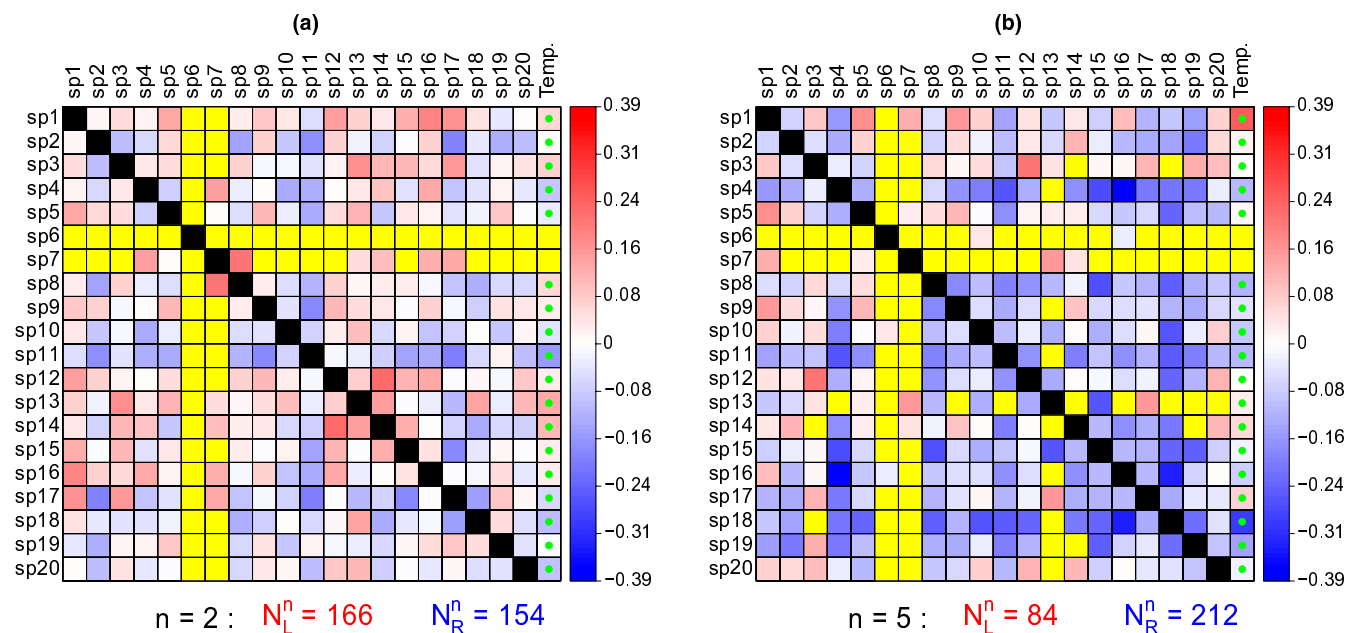 (a)
sp1 sp2 sp3 sp4 sp5 sp6 sp7 sp8 sp9 sp10 sp11 sp12 sp13 sp14 sp15 sp16 sp17 sp18 sp19 sp20 Temp.
sp1
sp2
sp3
sp4
sp5
sp6
sp7
sp8
sp9
sp10
sp11
sp12
sp13
sp14
sp15
sp16
sp17
sp18
sp19
sp20
0.39
0.31
0.24
0.16
0.08
0
−0.08
−0.16
−0.24
−0.31
−0.39
n = 2 : N_L^n = 166 N_R^n = 154
(b)
sp1 sp2 sp3 sp4 sp5 sp6 sp7 sp8 sp9 sp10 sp11 sp12 sp13 sp14 sp15 sp16 sp17 sp18 sp19 sp20 Temp.
sp1
sp2
sp3
sp4
sp5
sp6
sp7
sp8
sp9
sp10
sp11
sp12
sp13
sp14
sp15
sp16
sp17
sp18
sp19
sp20
0.39
0.31
0.24
0.16
0.08
0
−0.08
−0.16
−0.24
−0.31
−0.39
n = 5 : N_L^n = 84 N_R^n = 212